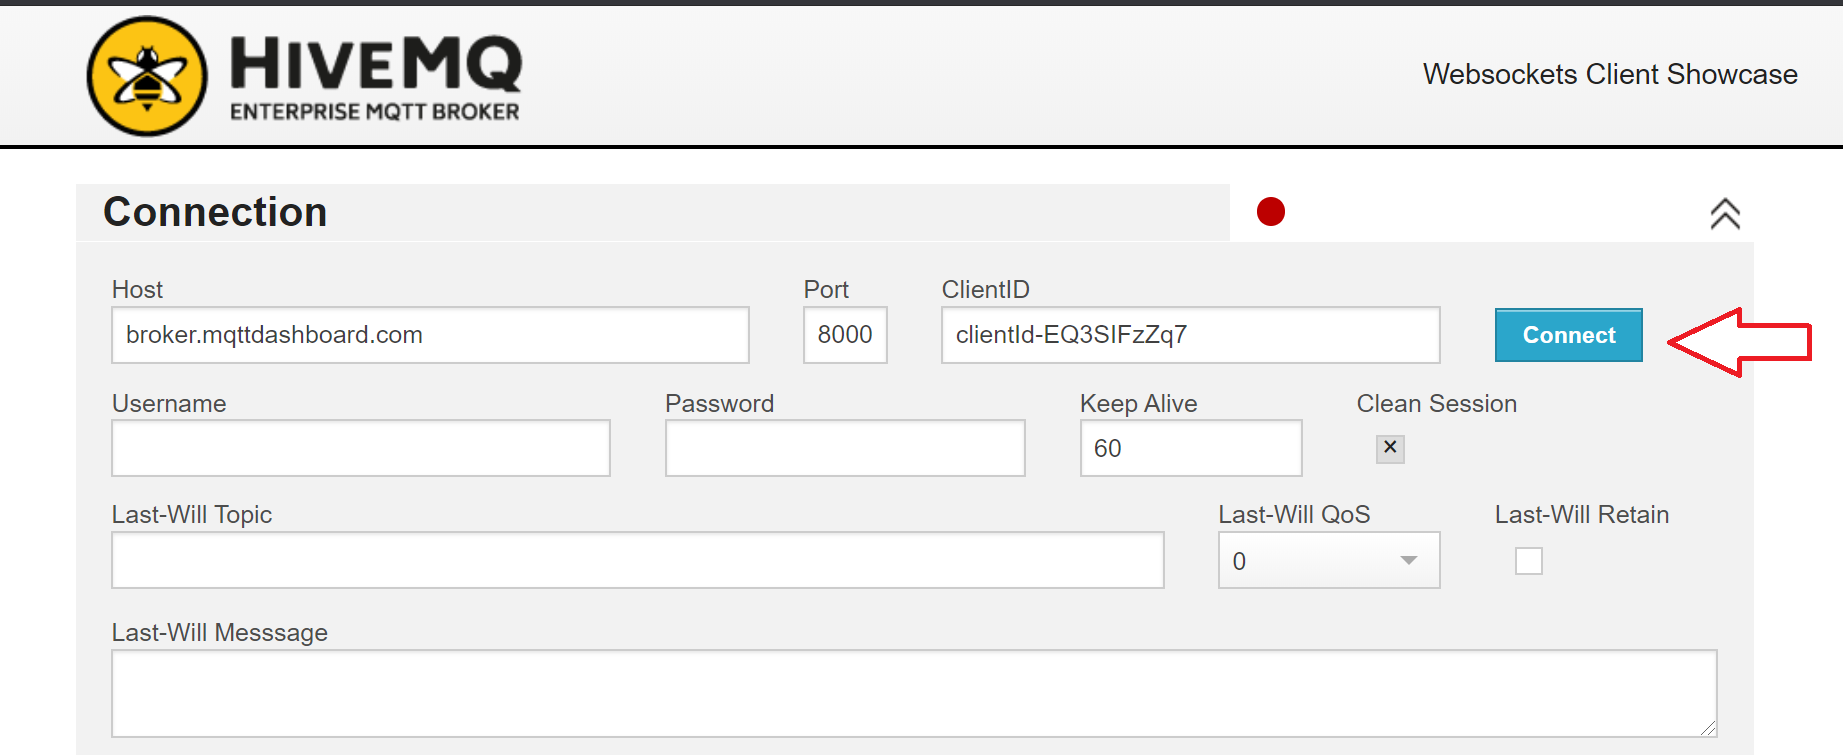 HIVEMQ
ENTERPRISE MQTT BROKER
Websockets Client Showcase
Connection
Host
Port
ClientID
broker.mqttdashboard.com
8000
clientId-EQ3SIFzZq7
Connect
Username
Password
Keep Alive
Clean Session
60
Last-Will Topic
Last-Will QoS
Last-Will Retain
0
Last-Will Messsage